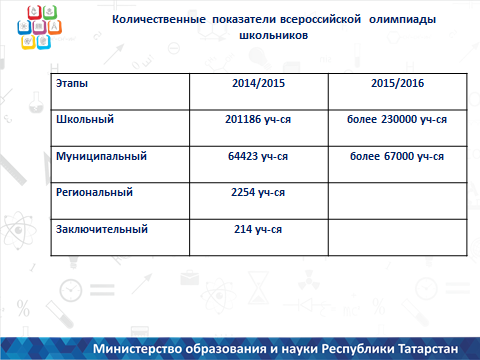 Количественные показатели всероссийской олимпиады
школьников
Этапы 2014/2015 2015/2016
Школьный 201186 уч-ся более 230000 уч-ся
Муниципальный 64423 уч-ся более 67000 уч-ся
Региональный 2254 уч-ся
Заключительный 214 уч-ся
Министерство образования и науки Республики Татарстан